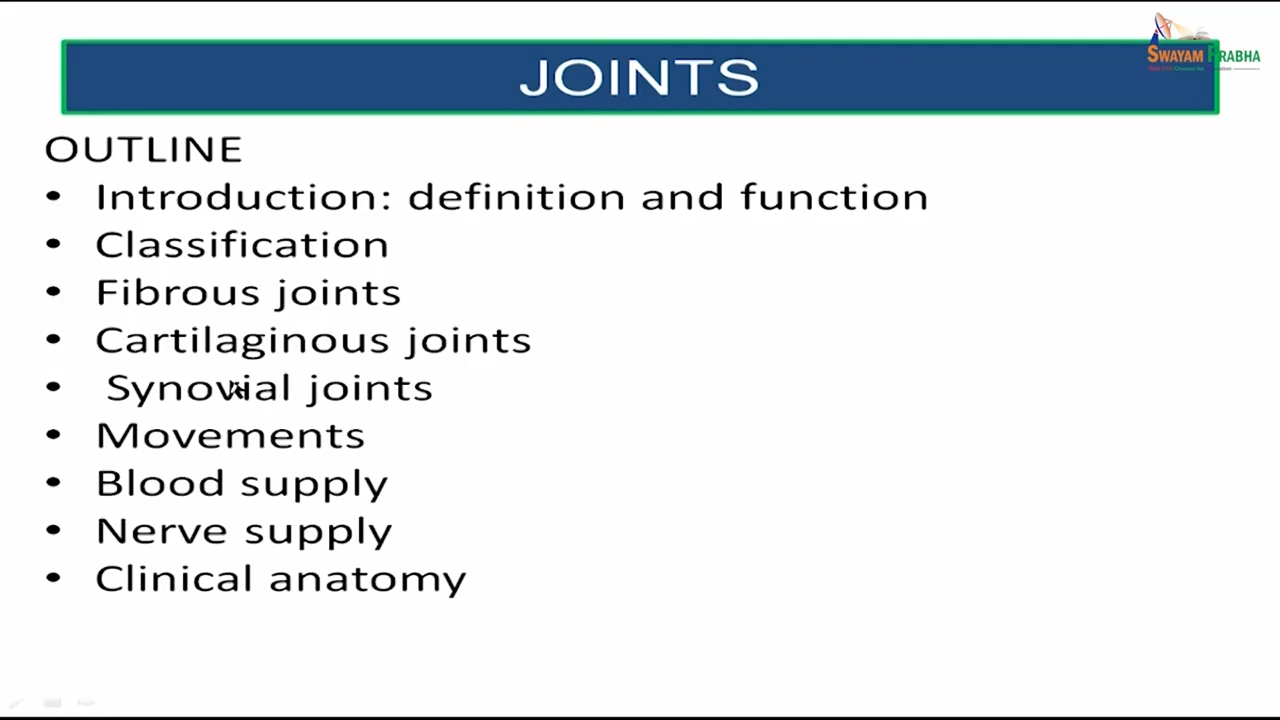 JOINTS
SWAYAM PRABHA
OUTLINE
• Introduction: definition and function
• Classification
• Fibrous joints
• Cartilaginous joints
• Synovial joints
• Movements
• Blood supply
• Nerve supply
• Clinical anatomy